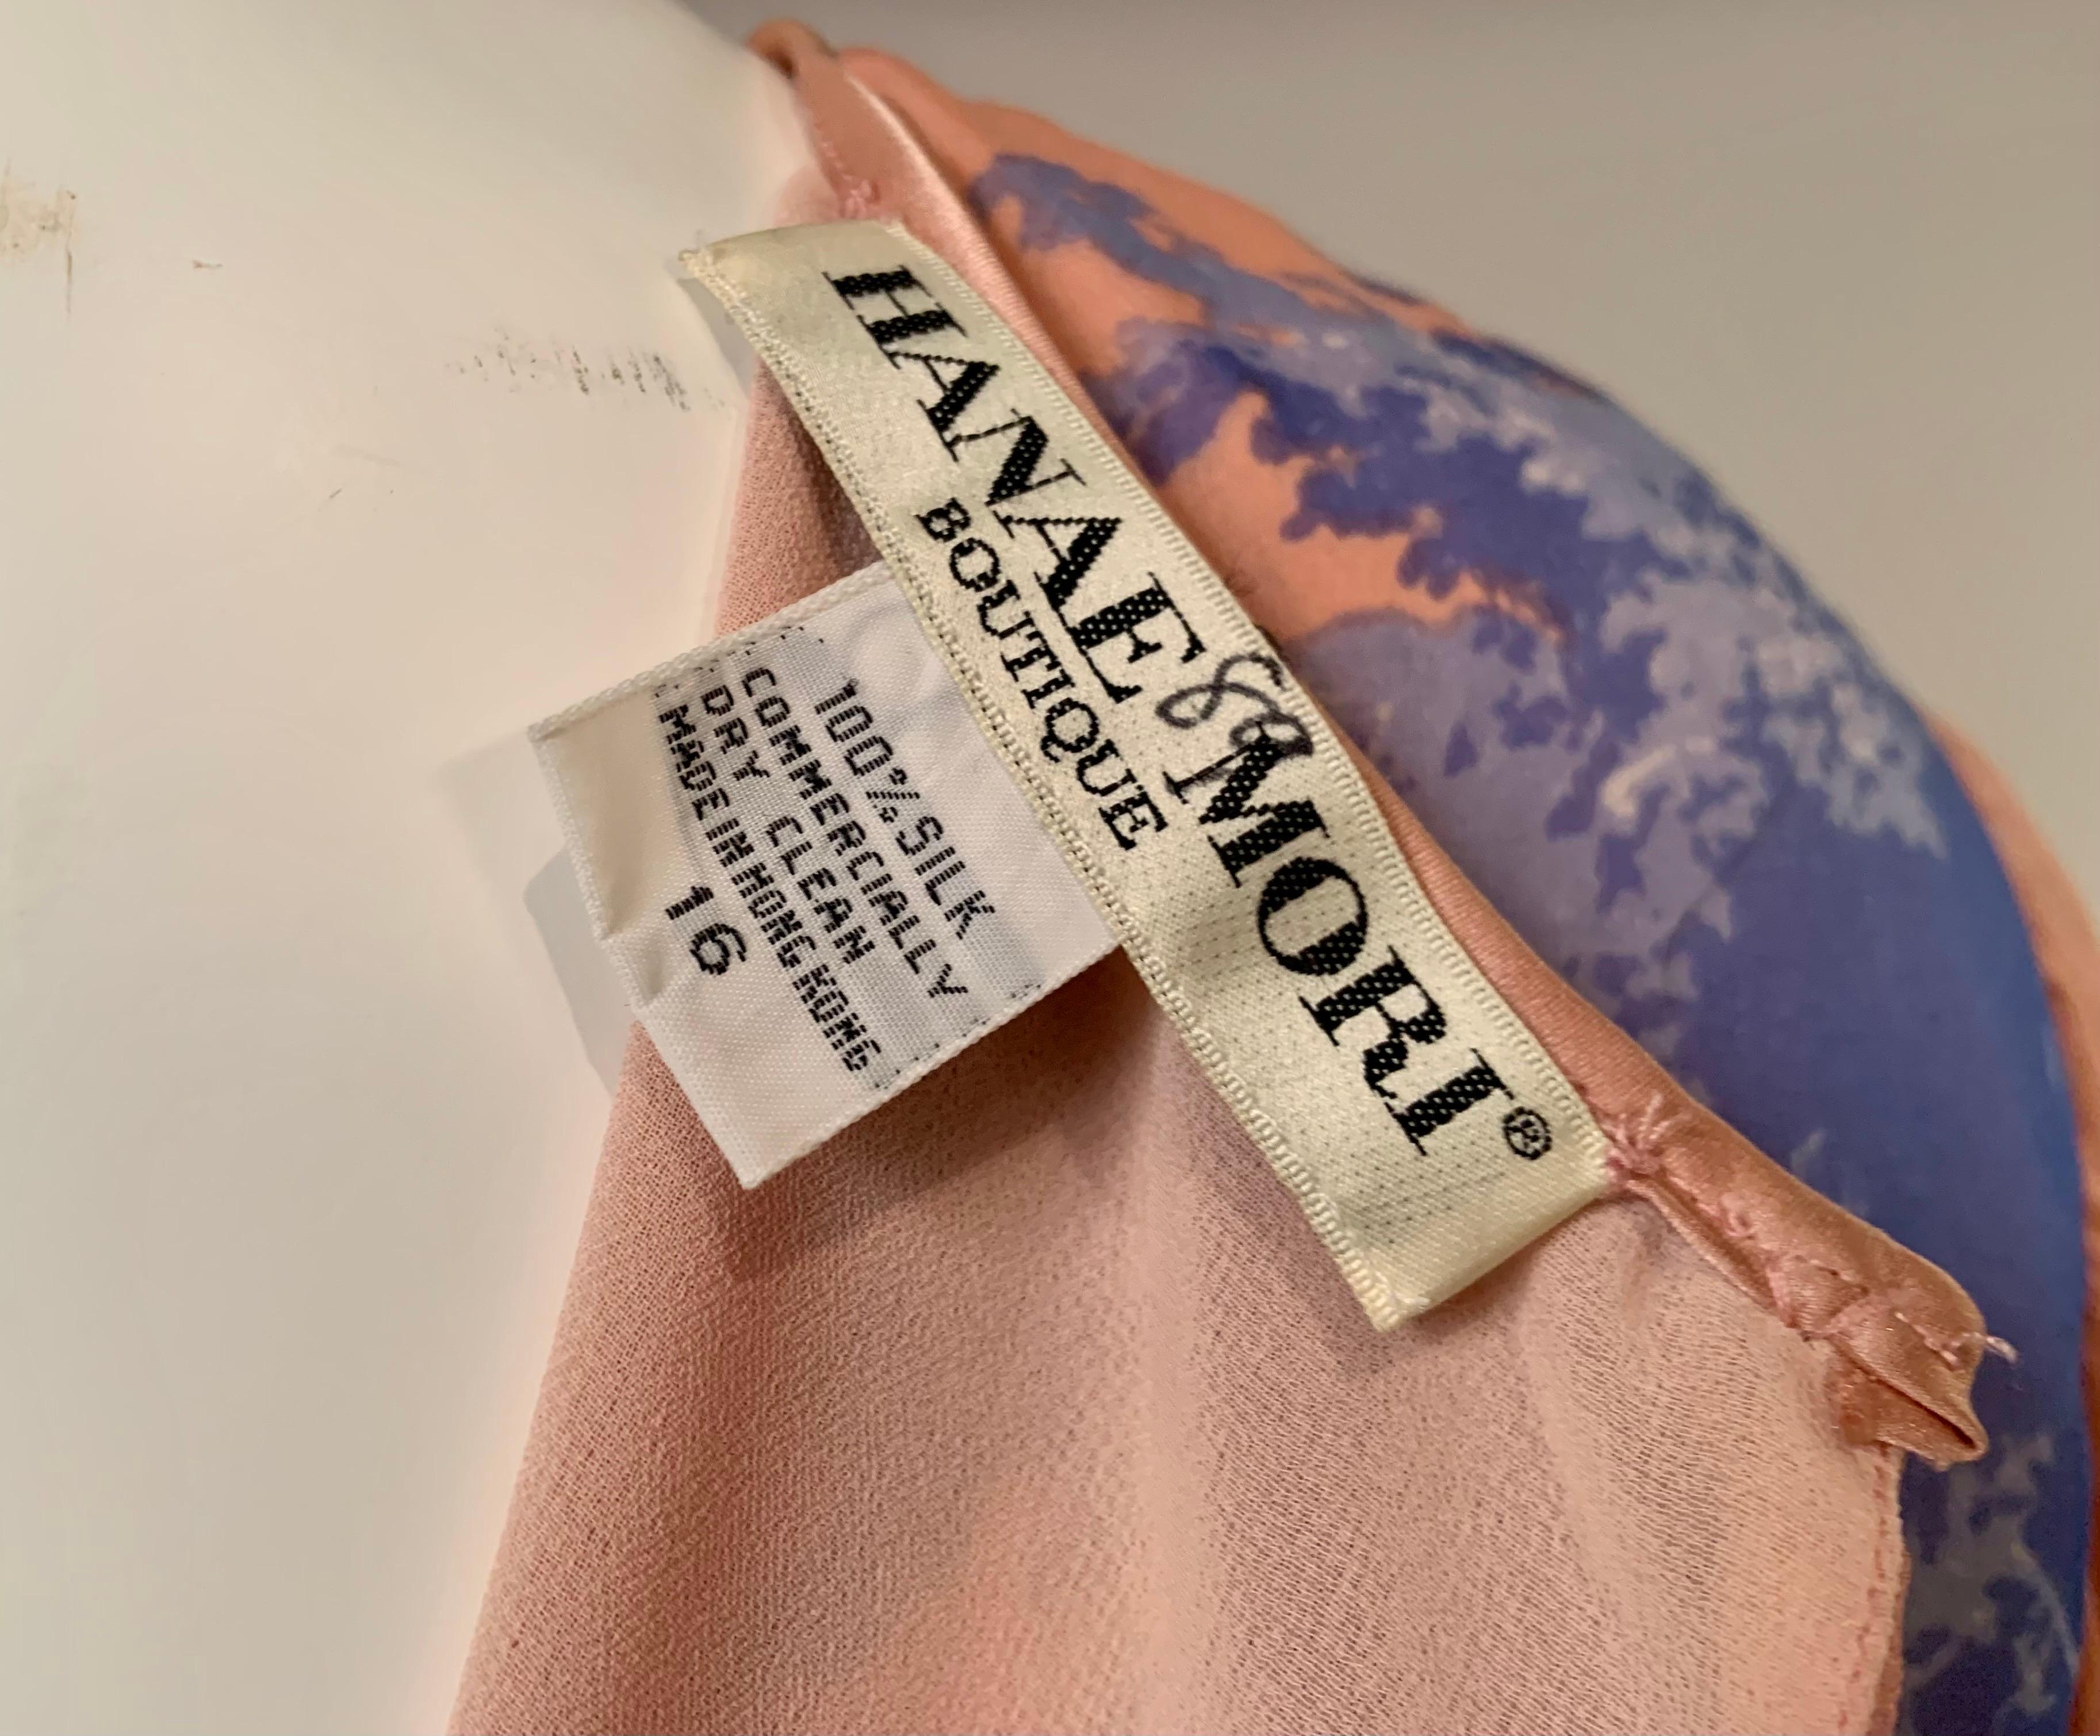 HANAE MORI®
BOUTIQUE
100% SILK
COMMERCIALLY
DRY CLEAN
MADE IN HONG KONG
16